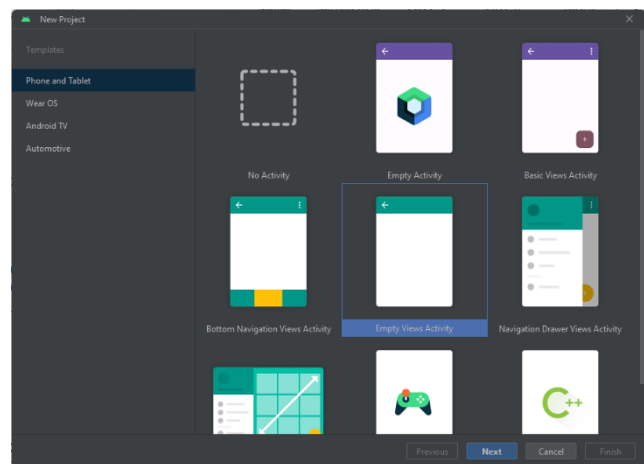 New Project
Templates
Phone and Tablet
Wear OS
Android TV
Automotive
No Activity
Empty Activity
Basic Views Activity
Bottom Navigation Views Activity
Empty Views Activity
Navigation Drawer Views Activity
C++
Previous
Next
Cancel
Finish